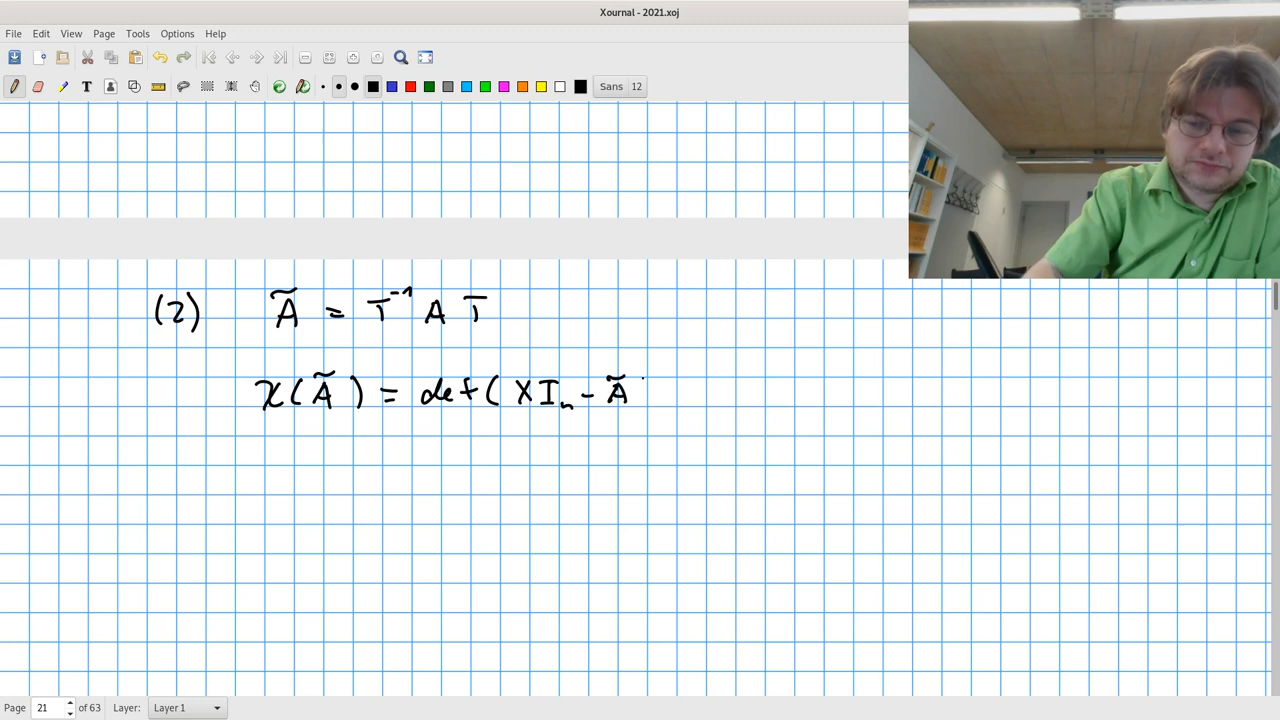 Xournal - 2021.xoj
File Edit View Page Tools Options Help
Sans 12
(2) Ã = T⁻¹ A T
χ(Ã) = det( X Iₙ - Ã
Page 21 of 63 Layer: Layer 1